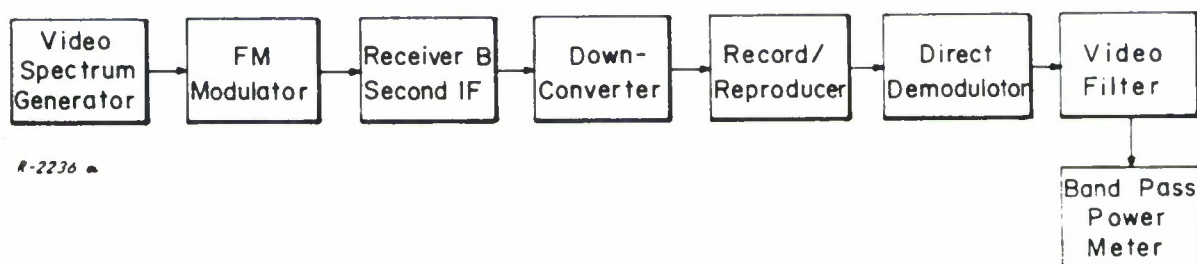 Video
Spectrum
Generator
FM
Modulator
Receiver B
Second IF
Down-
Converter
Record/
Reproducer
Direct
Demodulotor
Video
Filter
R-2236 a
Band Pass
Power
Meter